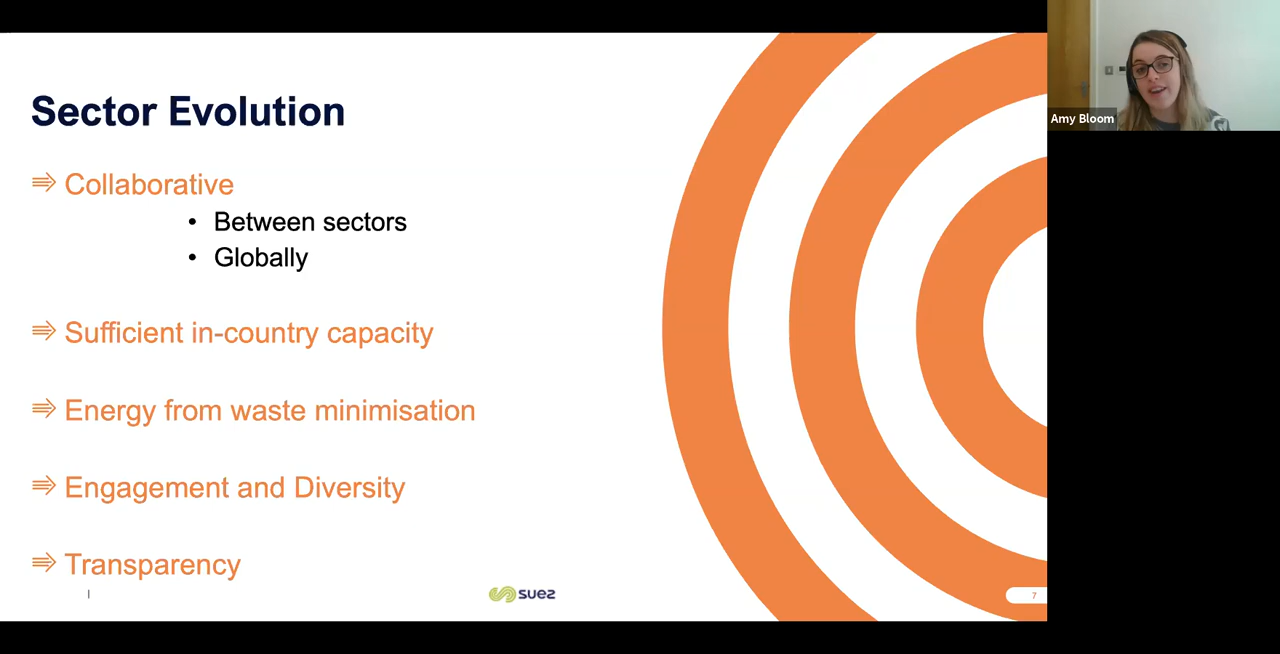 Sector Evolution
⇛ Collaborative
• Between sectors
• Globally
⇛ Sufficient in-country capacity
⇛ Energy from waste minimisation
⇛ Engagement and Diversity
⇛ Transparency
suez
7
Amy Bloom